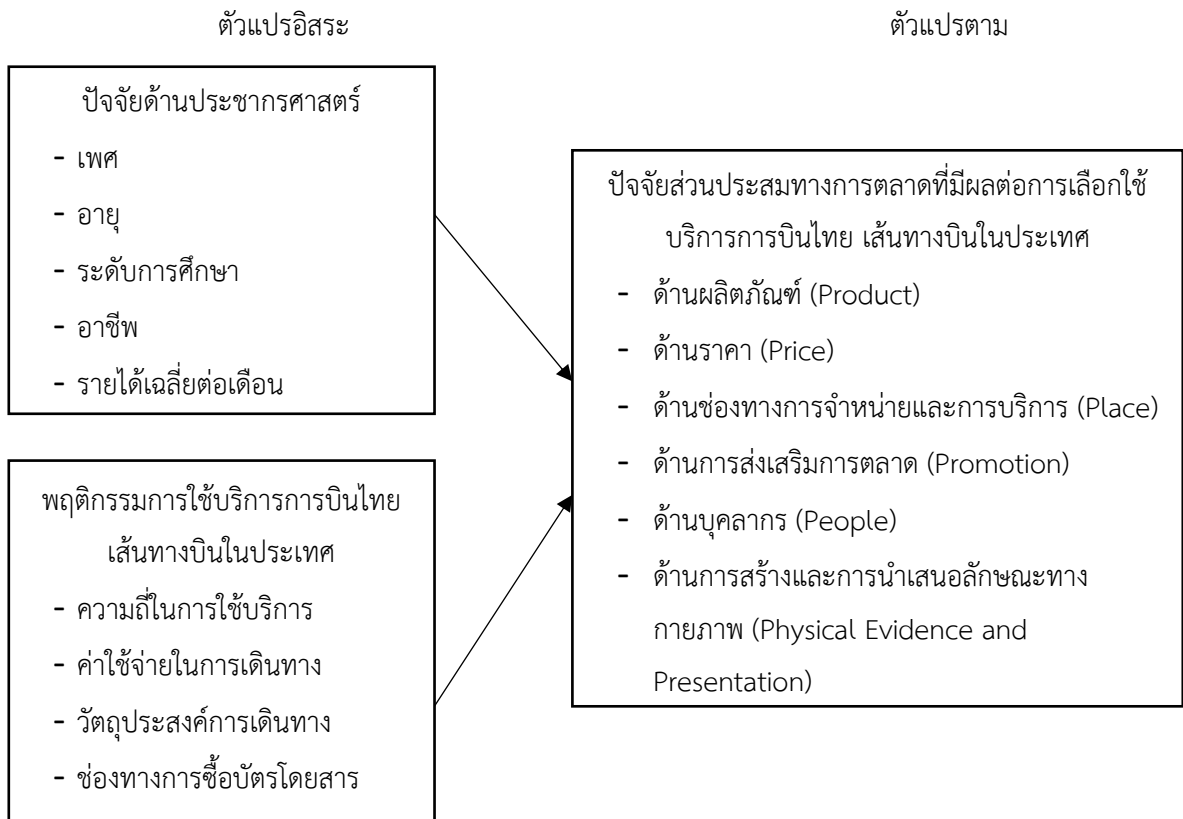 ตัวแปรอิสระ
ตัวแปรตาม
ปัจจัยด้านประชากรศาสตร์
- เพศ
- อายุ
- ระดับการศึกษา
- อาชีพ
- รายได้เฉลี่ยต่อเดือน
พฤติกรรมการใช้บริการการบินไทย
เส้นทางบินในประเทศ
- ความถี่ในการใช้บริการ
- ค่าใช้จ่ายในการเดินทาง
- วัตถุประสงค์การเดินทาง
- ช่องทางการซื้อบัตรโดยสาร
ปัจจัยส่วนประสมทางการตลาดที่มีผลต่อการเลือกใช้
บริการการบินไทย เส้นทางบินในประเทศ
- ด้านผลิตภัณฑ์ (Product)
- ด้านราคา (Price)
- ด้านช่องทางการจำหน่ายและการบริการ (Place)
- ด้านการส่งเสริมการตลาด (Promotion)
- ด้านบุคลากร (People)
- ด้านการสร้างและการนำเสนอลักษณะทาง
กายภาพ (Physical Evidence and
Presentation)